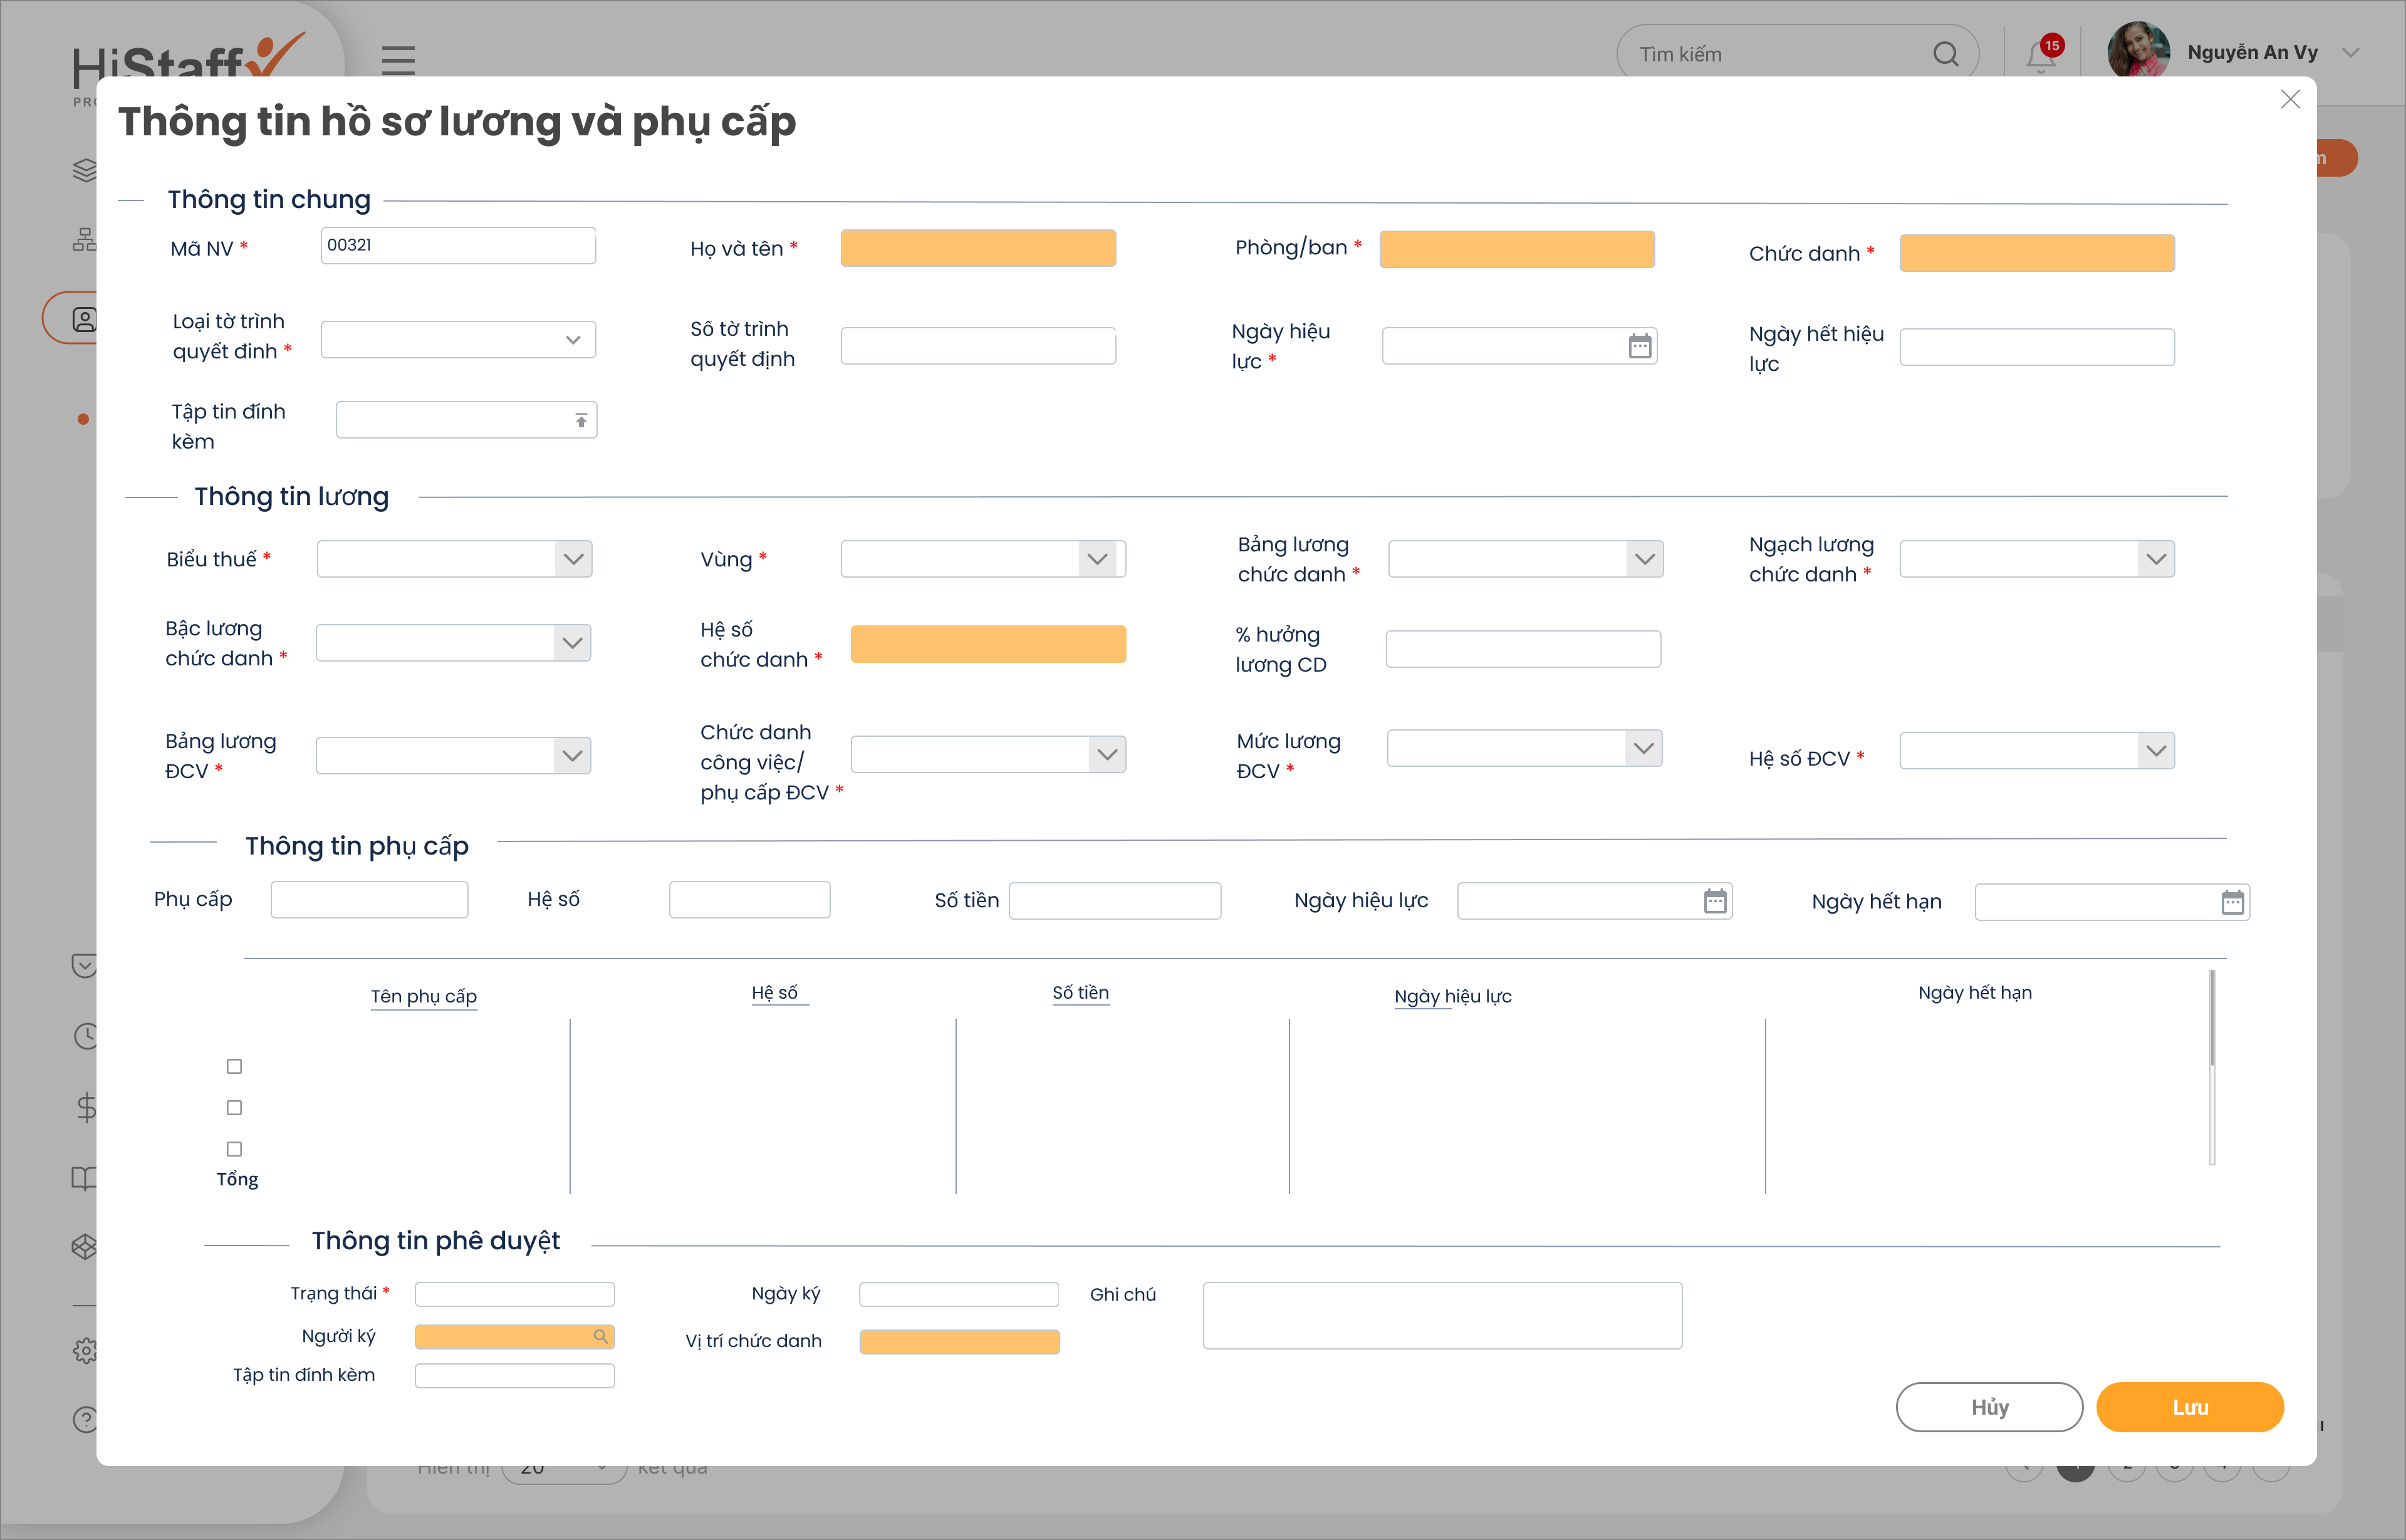 HiStaff
Tìm kiếm
15
Nguyễn An Vy
Thông tin hồ sơ lương và phụ cấp
Thông tin chung
Mã NV *
00321
Họ và tên *
Phòng/ban *
Chức danh *
Loại tờ trình
quyết đinh *
Số tờ trình
quyết định
Ngày hiệu
lực *
Ngày hết hiệu
lực
Tập tin đính
kèm
Thông tin lương
Biểu thuế *
Vùng *
Bảng lương
chức danh *
Ngạch lương
chức danh *
Bậc lương
chức danh *
Hệ số
chức danh *
% hưởng
lương CD
Bảng lương
ĐCV *
Chức danh
công việc/
phụ cấp ĐCV *
Mức lương
ĐCV *
Hệ số ĐCV *
Thông tin phụ cấp
Phụ cấp
Hệ số
Số tiền
Ngày hiệu lực
Ngày hết hạn
Tên phụ cấp
Hệ số
Số tiền
Ngày hiệu lực
Ngày hết hạn
Tổng
Thông tin phê duyệt
Trạng thái *
Ngày ký
Ghi chú
Người ký
Vị trí chức danh
Tập tin đính kèm
Hủy
Lưu
Hiển thị
20
kết quả